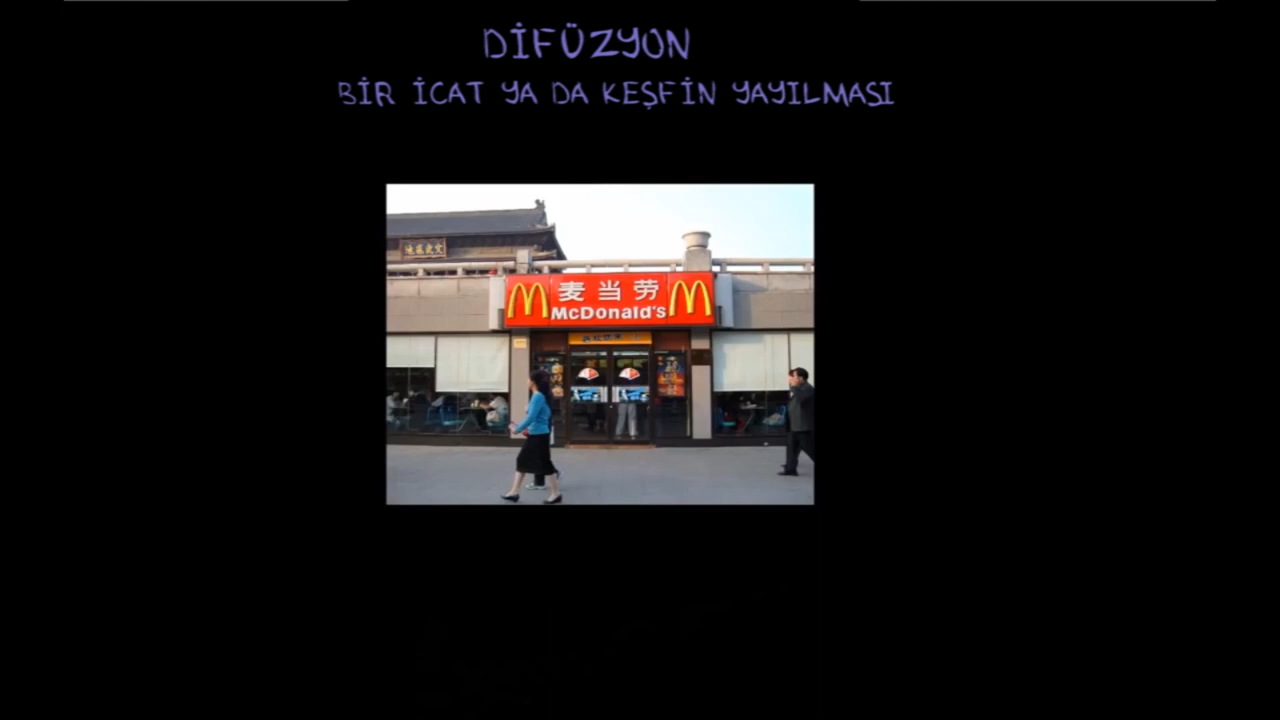 DİFÜZYON
BİR İCAT YA DA KEŞFİN YAYILMASI
麦当劳
McDonald's